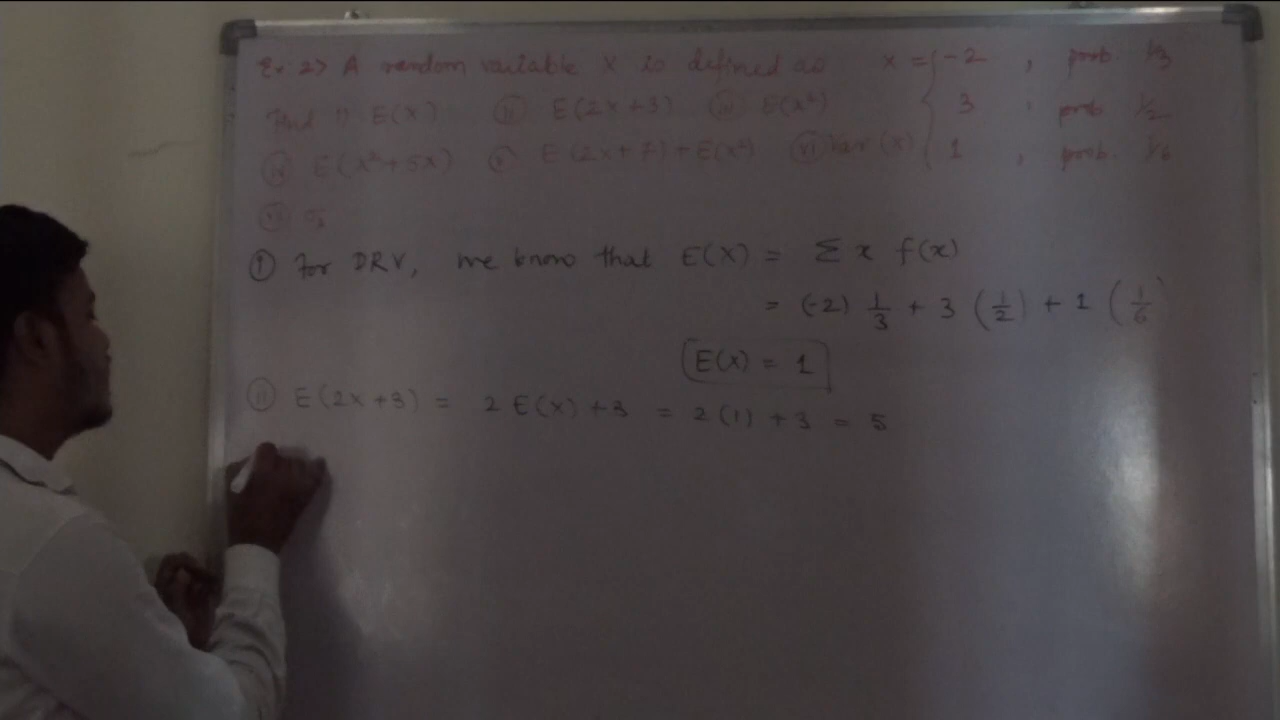 Ex 2> A random variable X is defined as x = { -2 , prob. 1/3
Find i) E(X) ii) E(2x+3) iii) E(x²) 3 , prob 1/2
iv) E(x²+5x) v) E(2x+7)+E(x²) vi) Var(x) 1 , prob. 1/6
vii)
i) For DRV, we know that E(X) = Σ x f(x)
= (-2) 1/3 + 3 (1/2) + 1 (1/6)
E(X) = 1
ii) E(2x+3) = 2 E(X) + 3 = 2(1) + 3 = 5